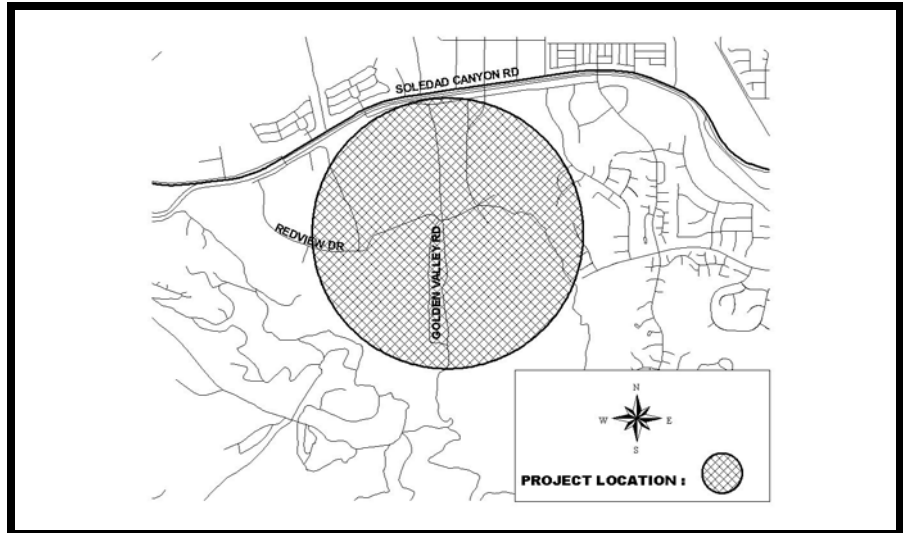 SOLEDAD CANYON RD
REDVIEW DR
GOLDEN VALLEY RD
N
W E
S
PROJECT LOCATION :